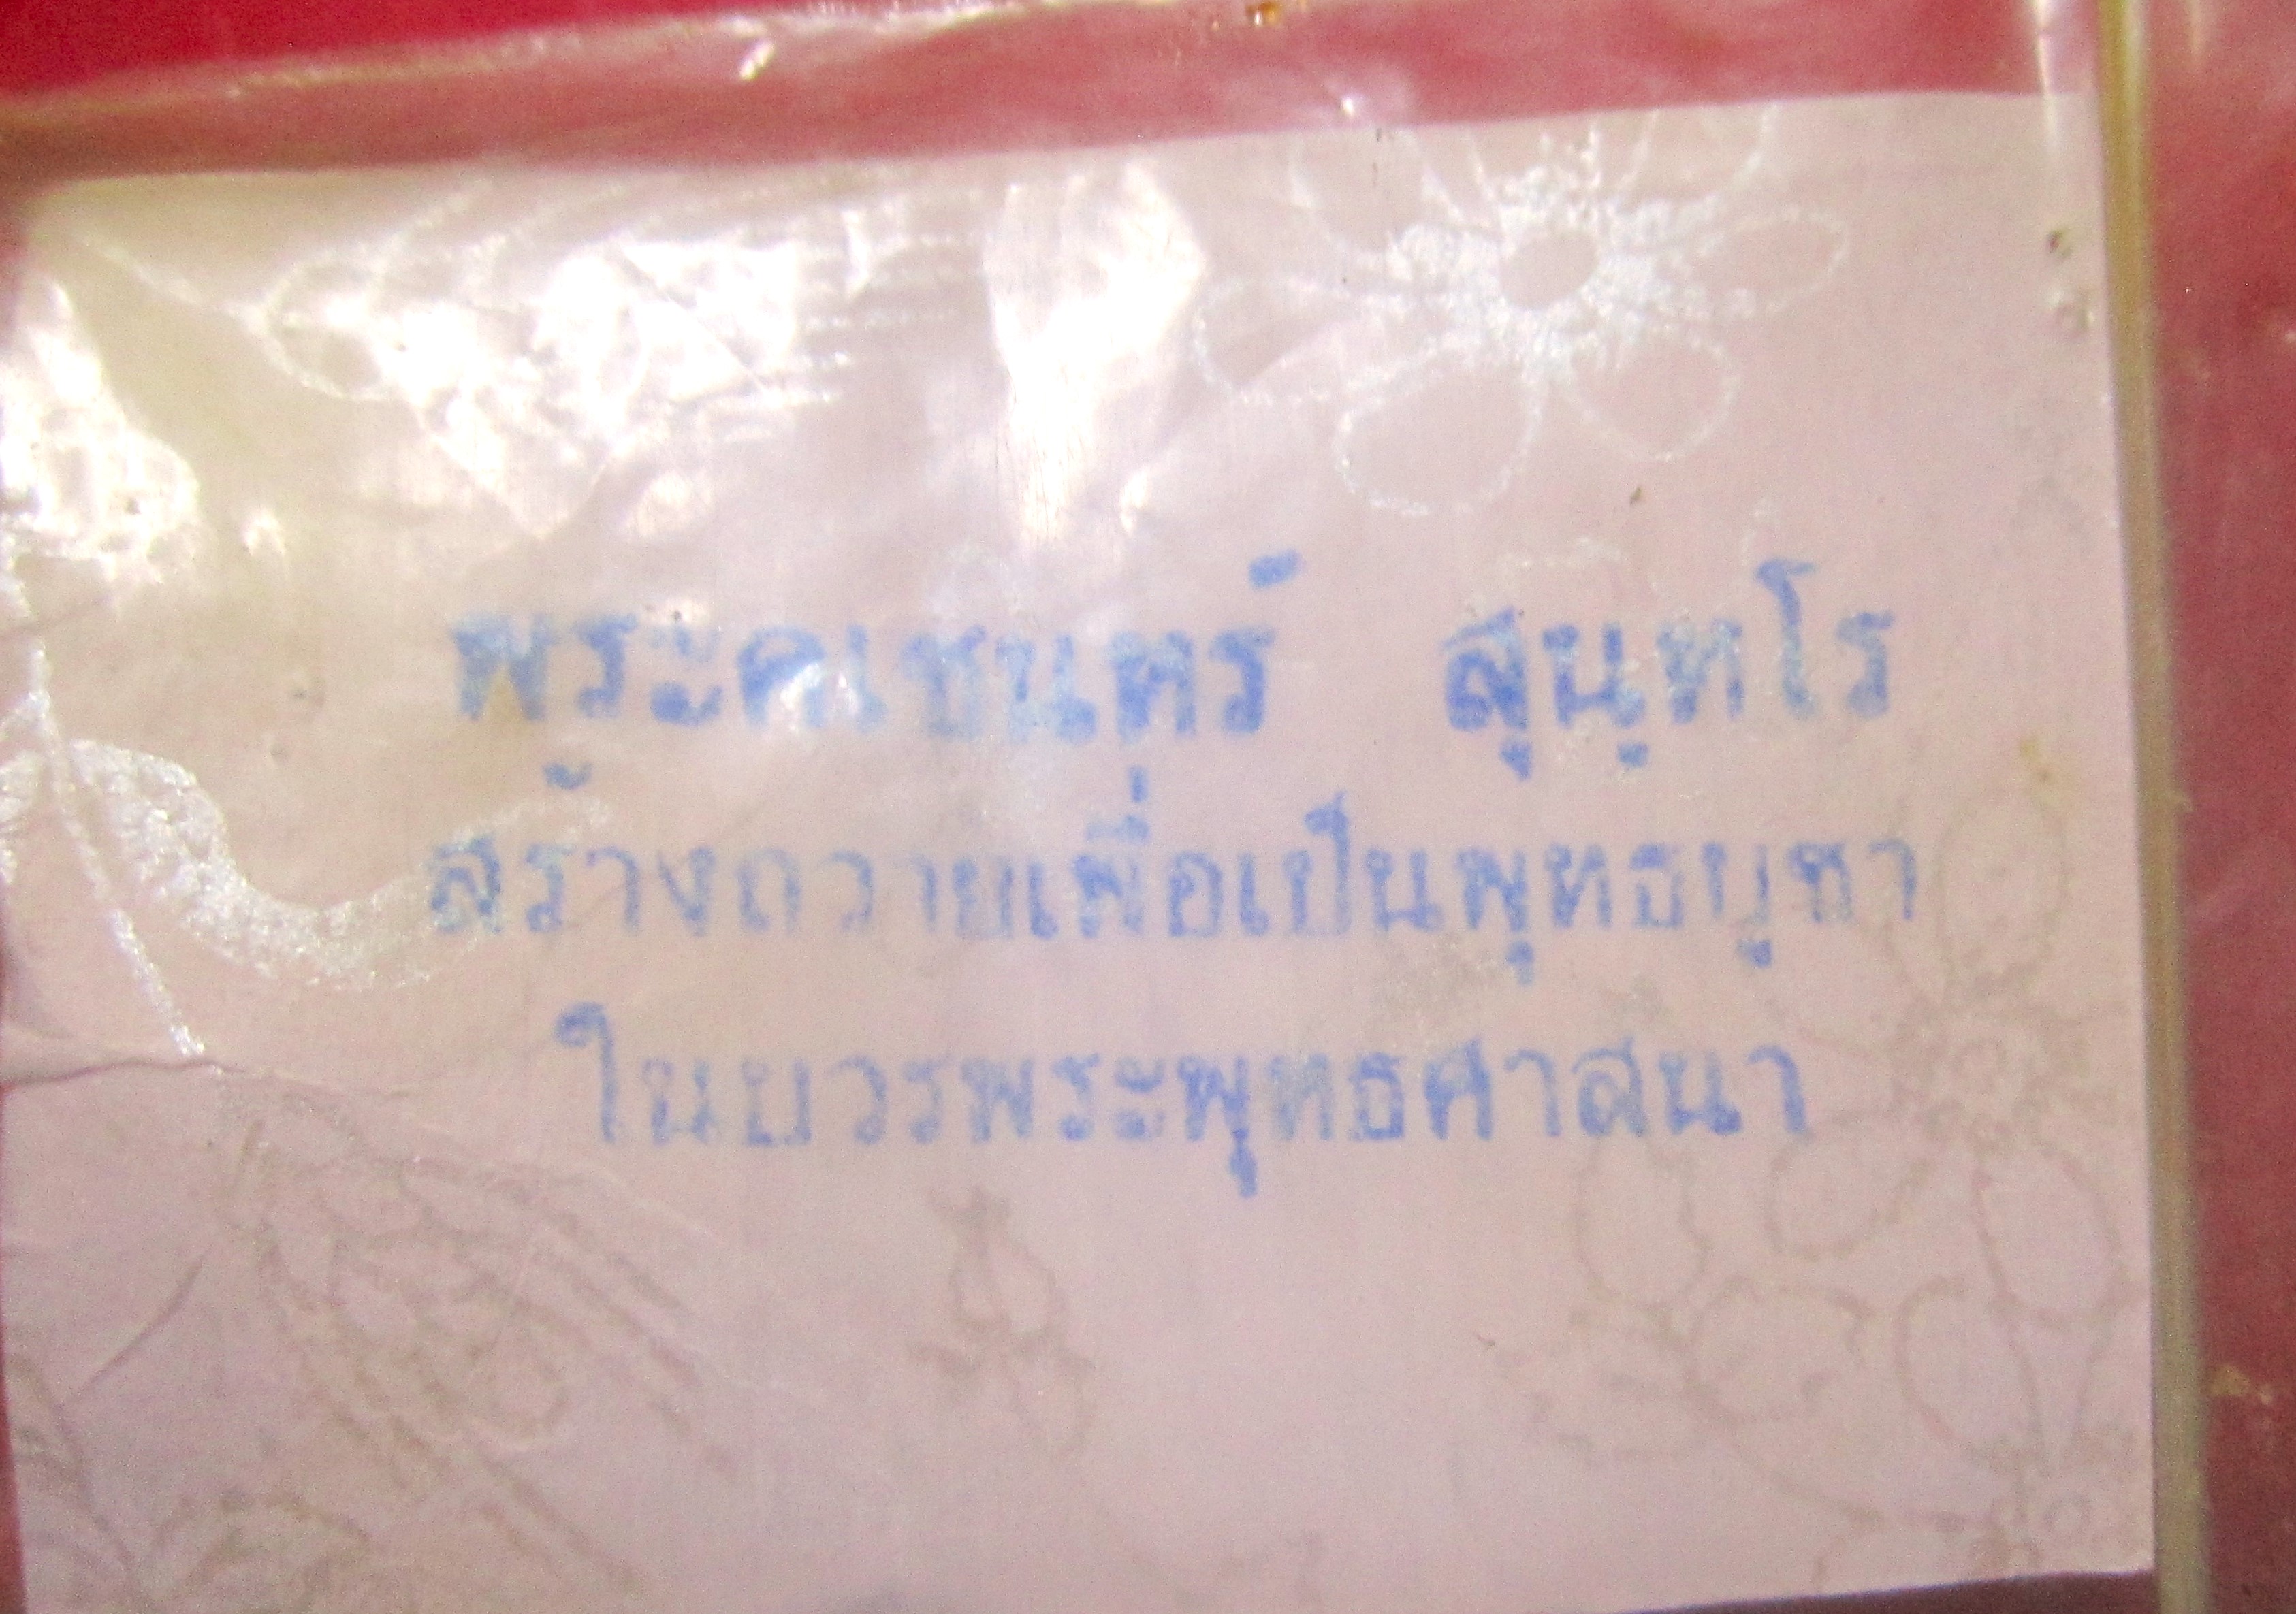 พระคเชนทร์ สุนฺทโร
สร้างถวายเพื่อเป็นพุทธบูชา
ในบวรพระพุทธศาสนา